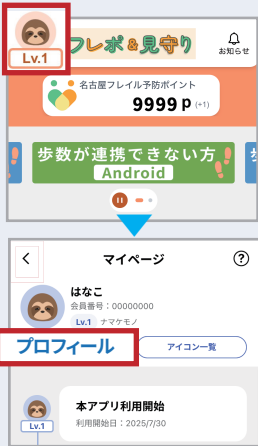 Lv.1
フレポ&見守り
お知らせ
名古屋フレイル予防ポイント
9999 P (+1)
歩数が連携できない方
Android
マイページ
?
はなこ
会員番号：00000000
Lv.1 ナマケモノ
プロフィール
アイコン一覧
Lv.1
本アプリ利用開始
利用開始日：2025/7/30